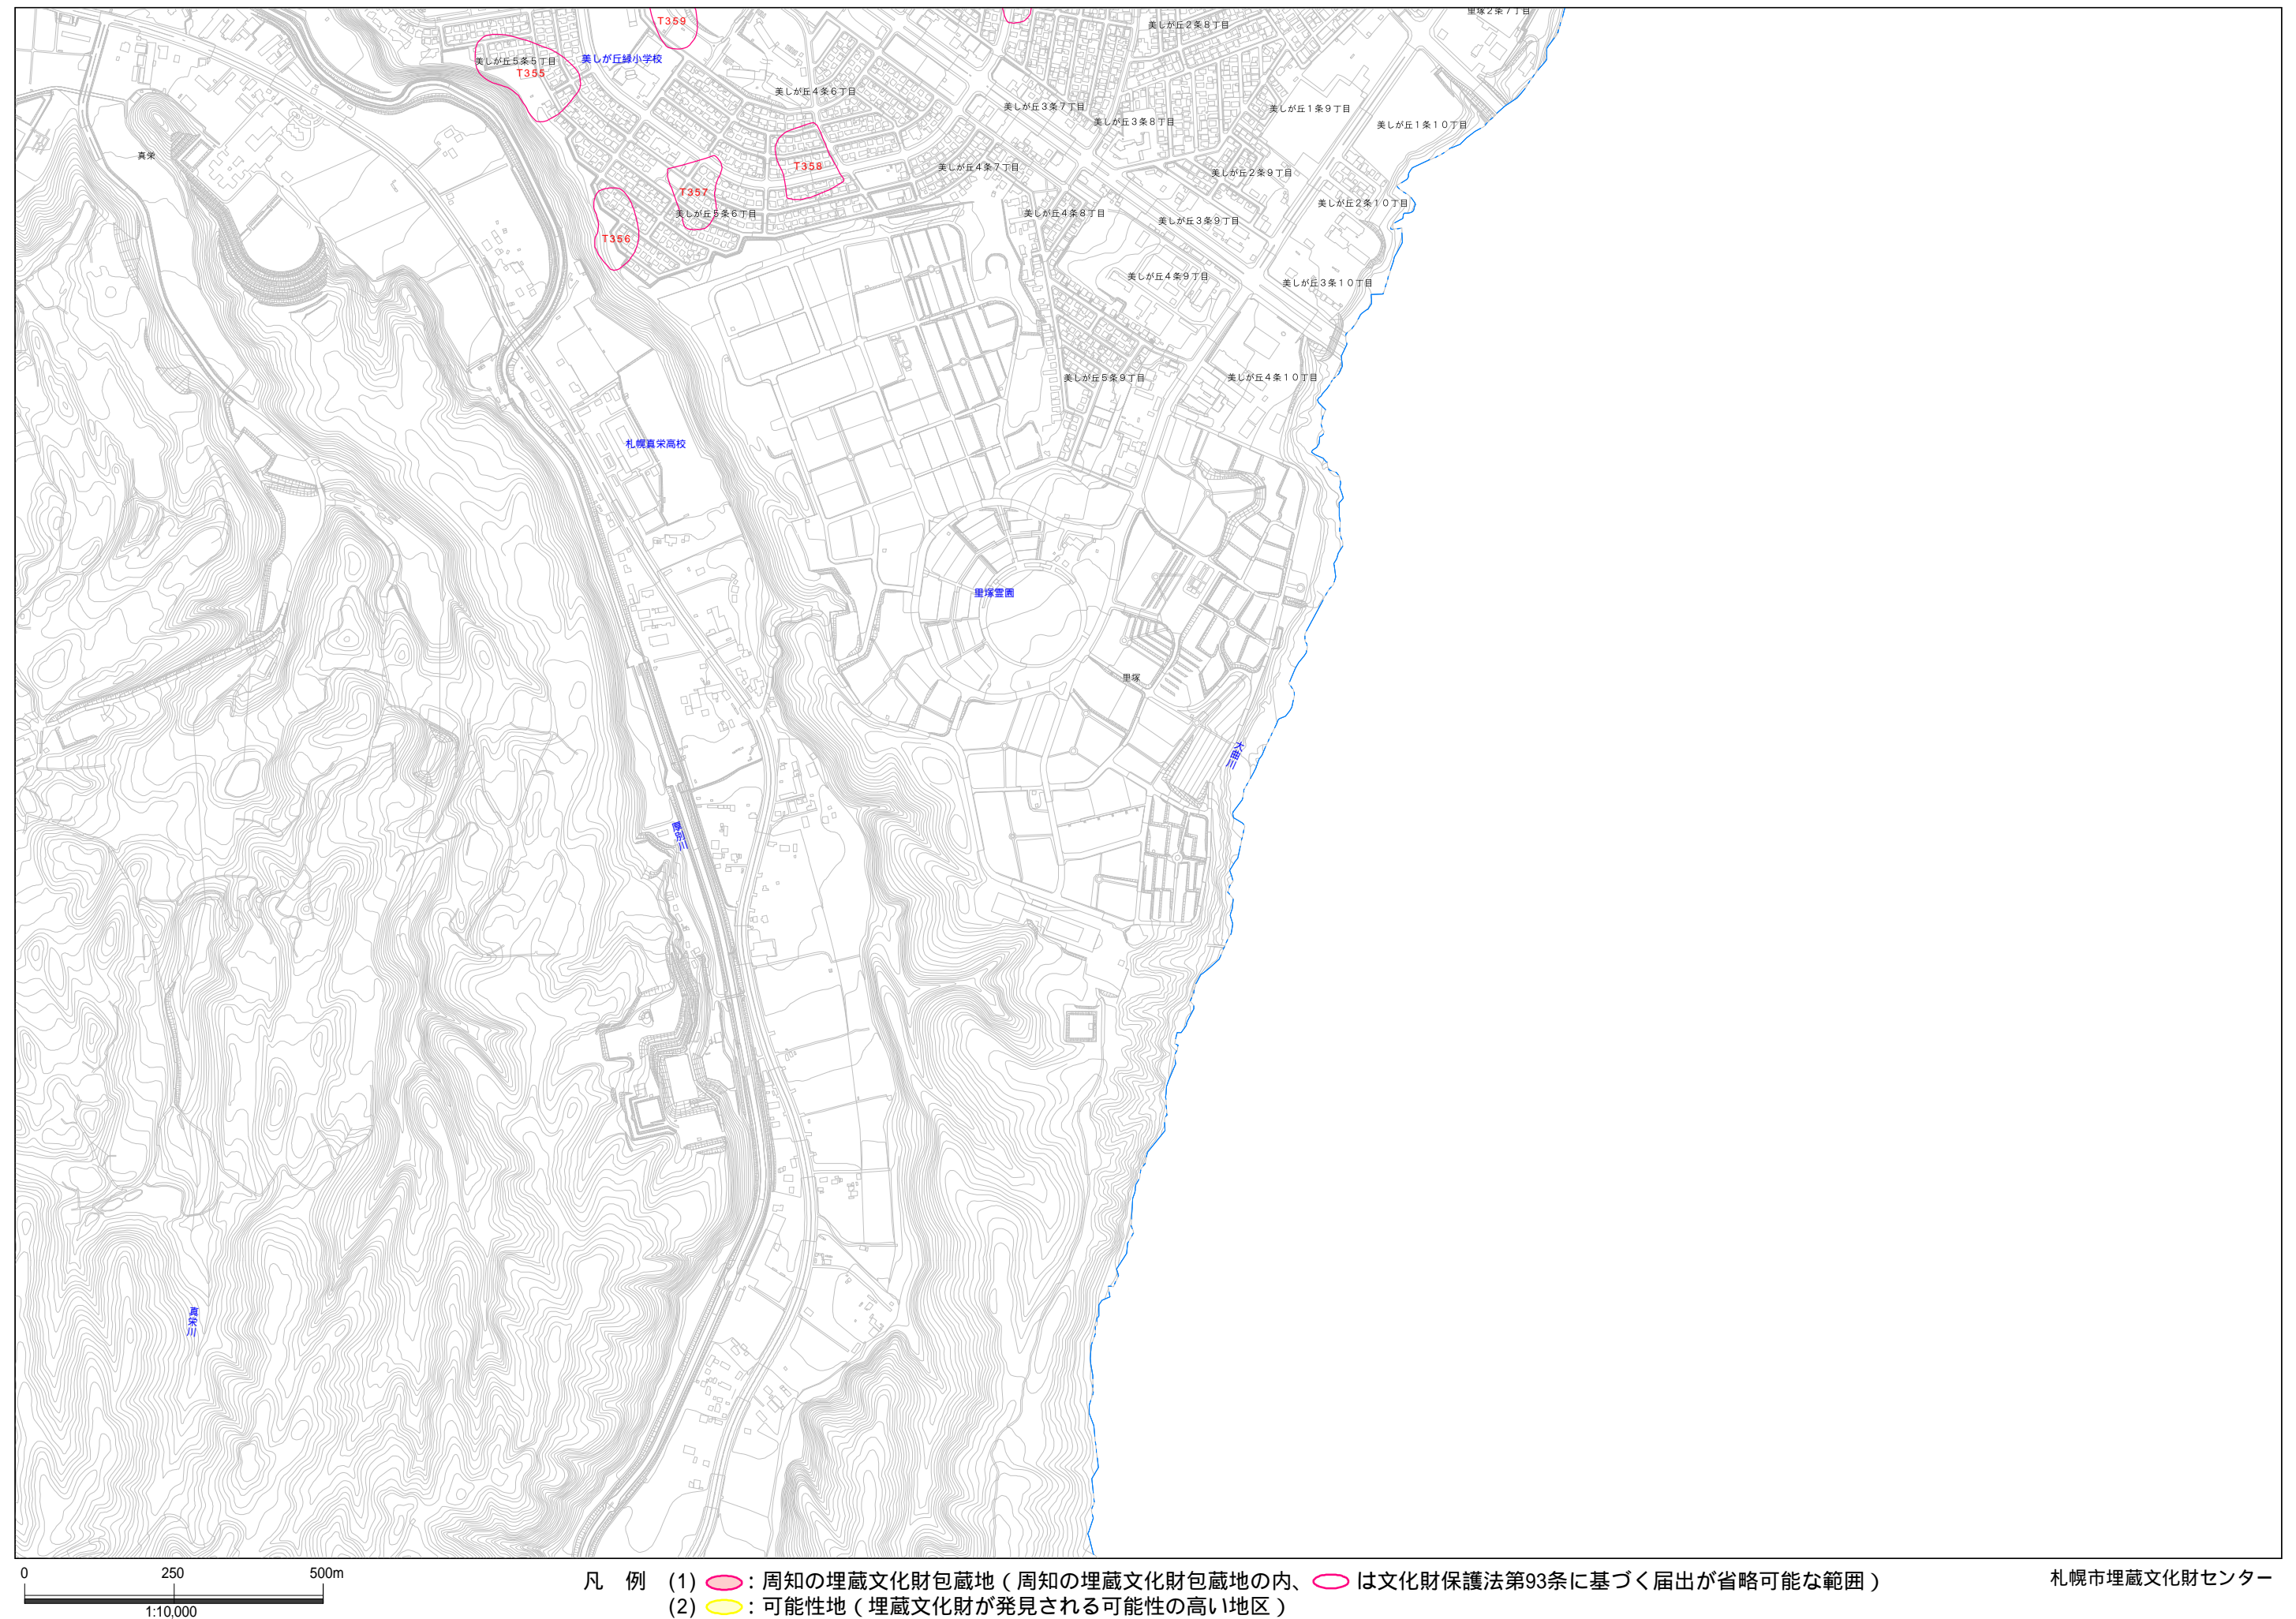 里塚２条７丁目
T359
美しが丘２条８丁目
美しが丘緑小学校
美しが丘５条５丁目
T355
美しが丘４条６丁目
美しが丘３条７丁目
美しが丘１条９丁目
美しが丘３条８丁目
美しが丘１条１０丁目
真栄
T358
美しが丘４条７丁目
美しが丘２条９丁目
T357
美しが丘２条１０丁目
美しが丘５条６丁目
美しが丘４条８丁目
美しが丘３条９丁目
T356
美しが丘４条９丁目
美しが丘３条１０丁目
美しが丘５条９丁目
美しが丘４条１０丁目
札幌真栄高校
里塚霊園
里塚
大曲川
厚別川
真栄川
0 250 500m
1:10,000
凡 例 (1) ：周知の埋蔵文化財包蔵地（周知の埋蔵文化財包蔵地の内、 は文化財保護法第93条に基づく届出が省略可能な範囲）
(2) ：可能性地（埋蔵文化財が発見される可能性の高い地区）
札幌市埋蔵文化財センター